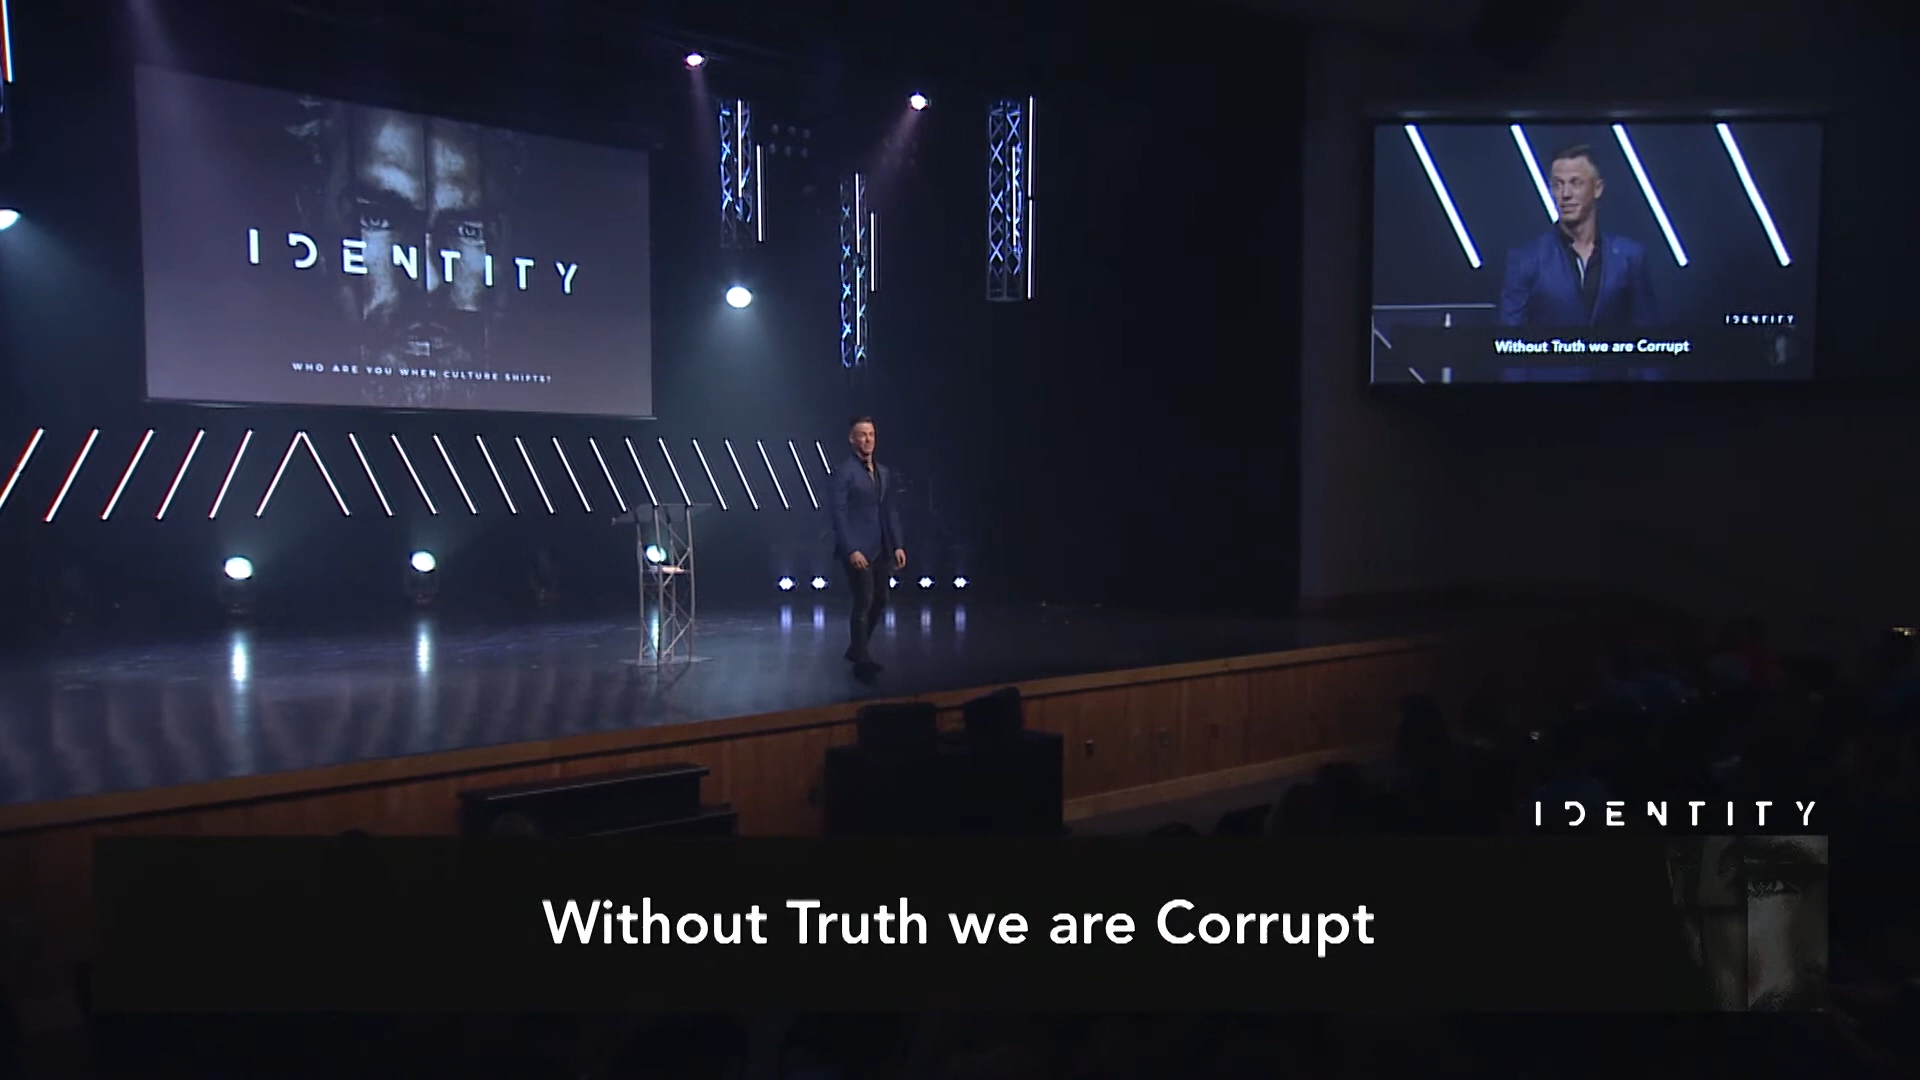 IDENTITY
WHO ARE YOU WHEN CULTURE SHIFTS?
IDENTITY
Without Truth we are Corrupt
IDENTITY
Without Truth we are Corrupt